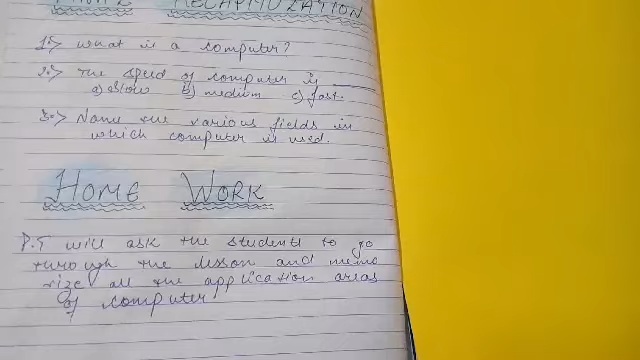 RECAPITULIZATION
1.> What is a computer?
2.> The speed of computer is ____
a) slow b) medium c) fast.
3.> Name the various fields in
which computer is used.
HOME WORK
P.T will ask the students to go
through the lesson and memo
rize all the application areas
of computer